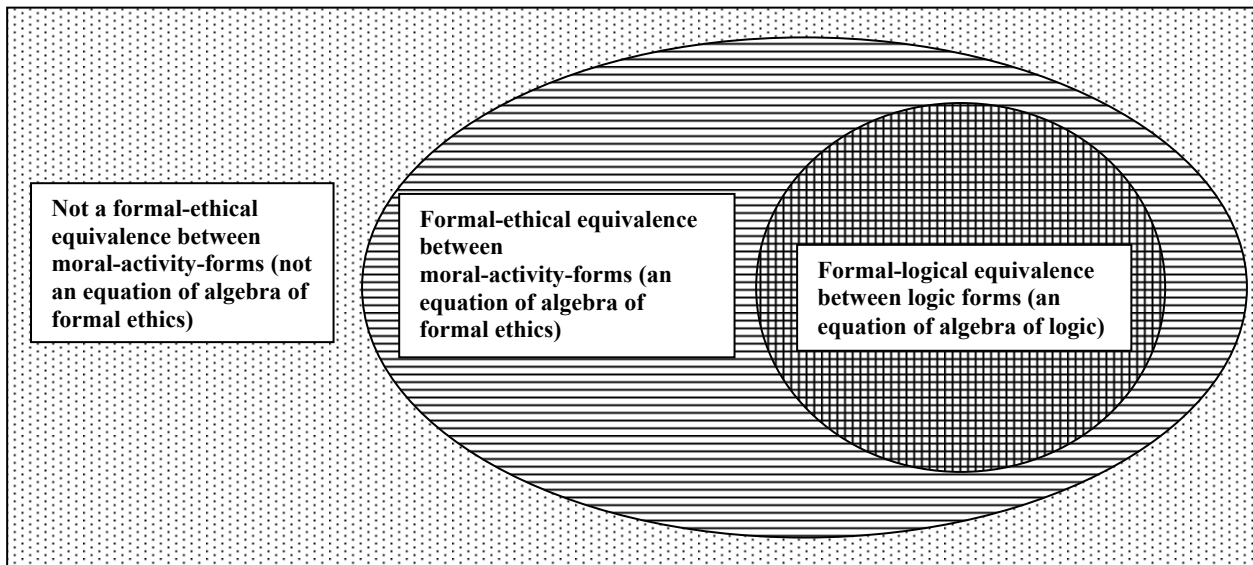 Not a formal-ethical
equivalence between
moral-activity-forms (not
an equation of algebra of
formal ethics)
Formal-ethical equivalence
between
moral-activity-forms (an
equation of algebra of
formal ethics)
Formal-logical equivalence
between logic forms (an
equation of algebra of logic)